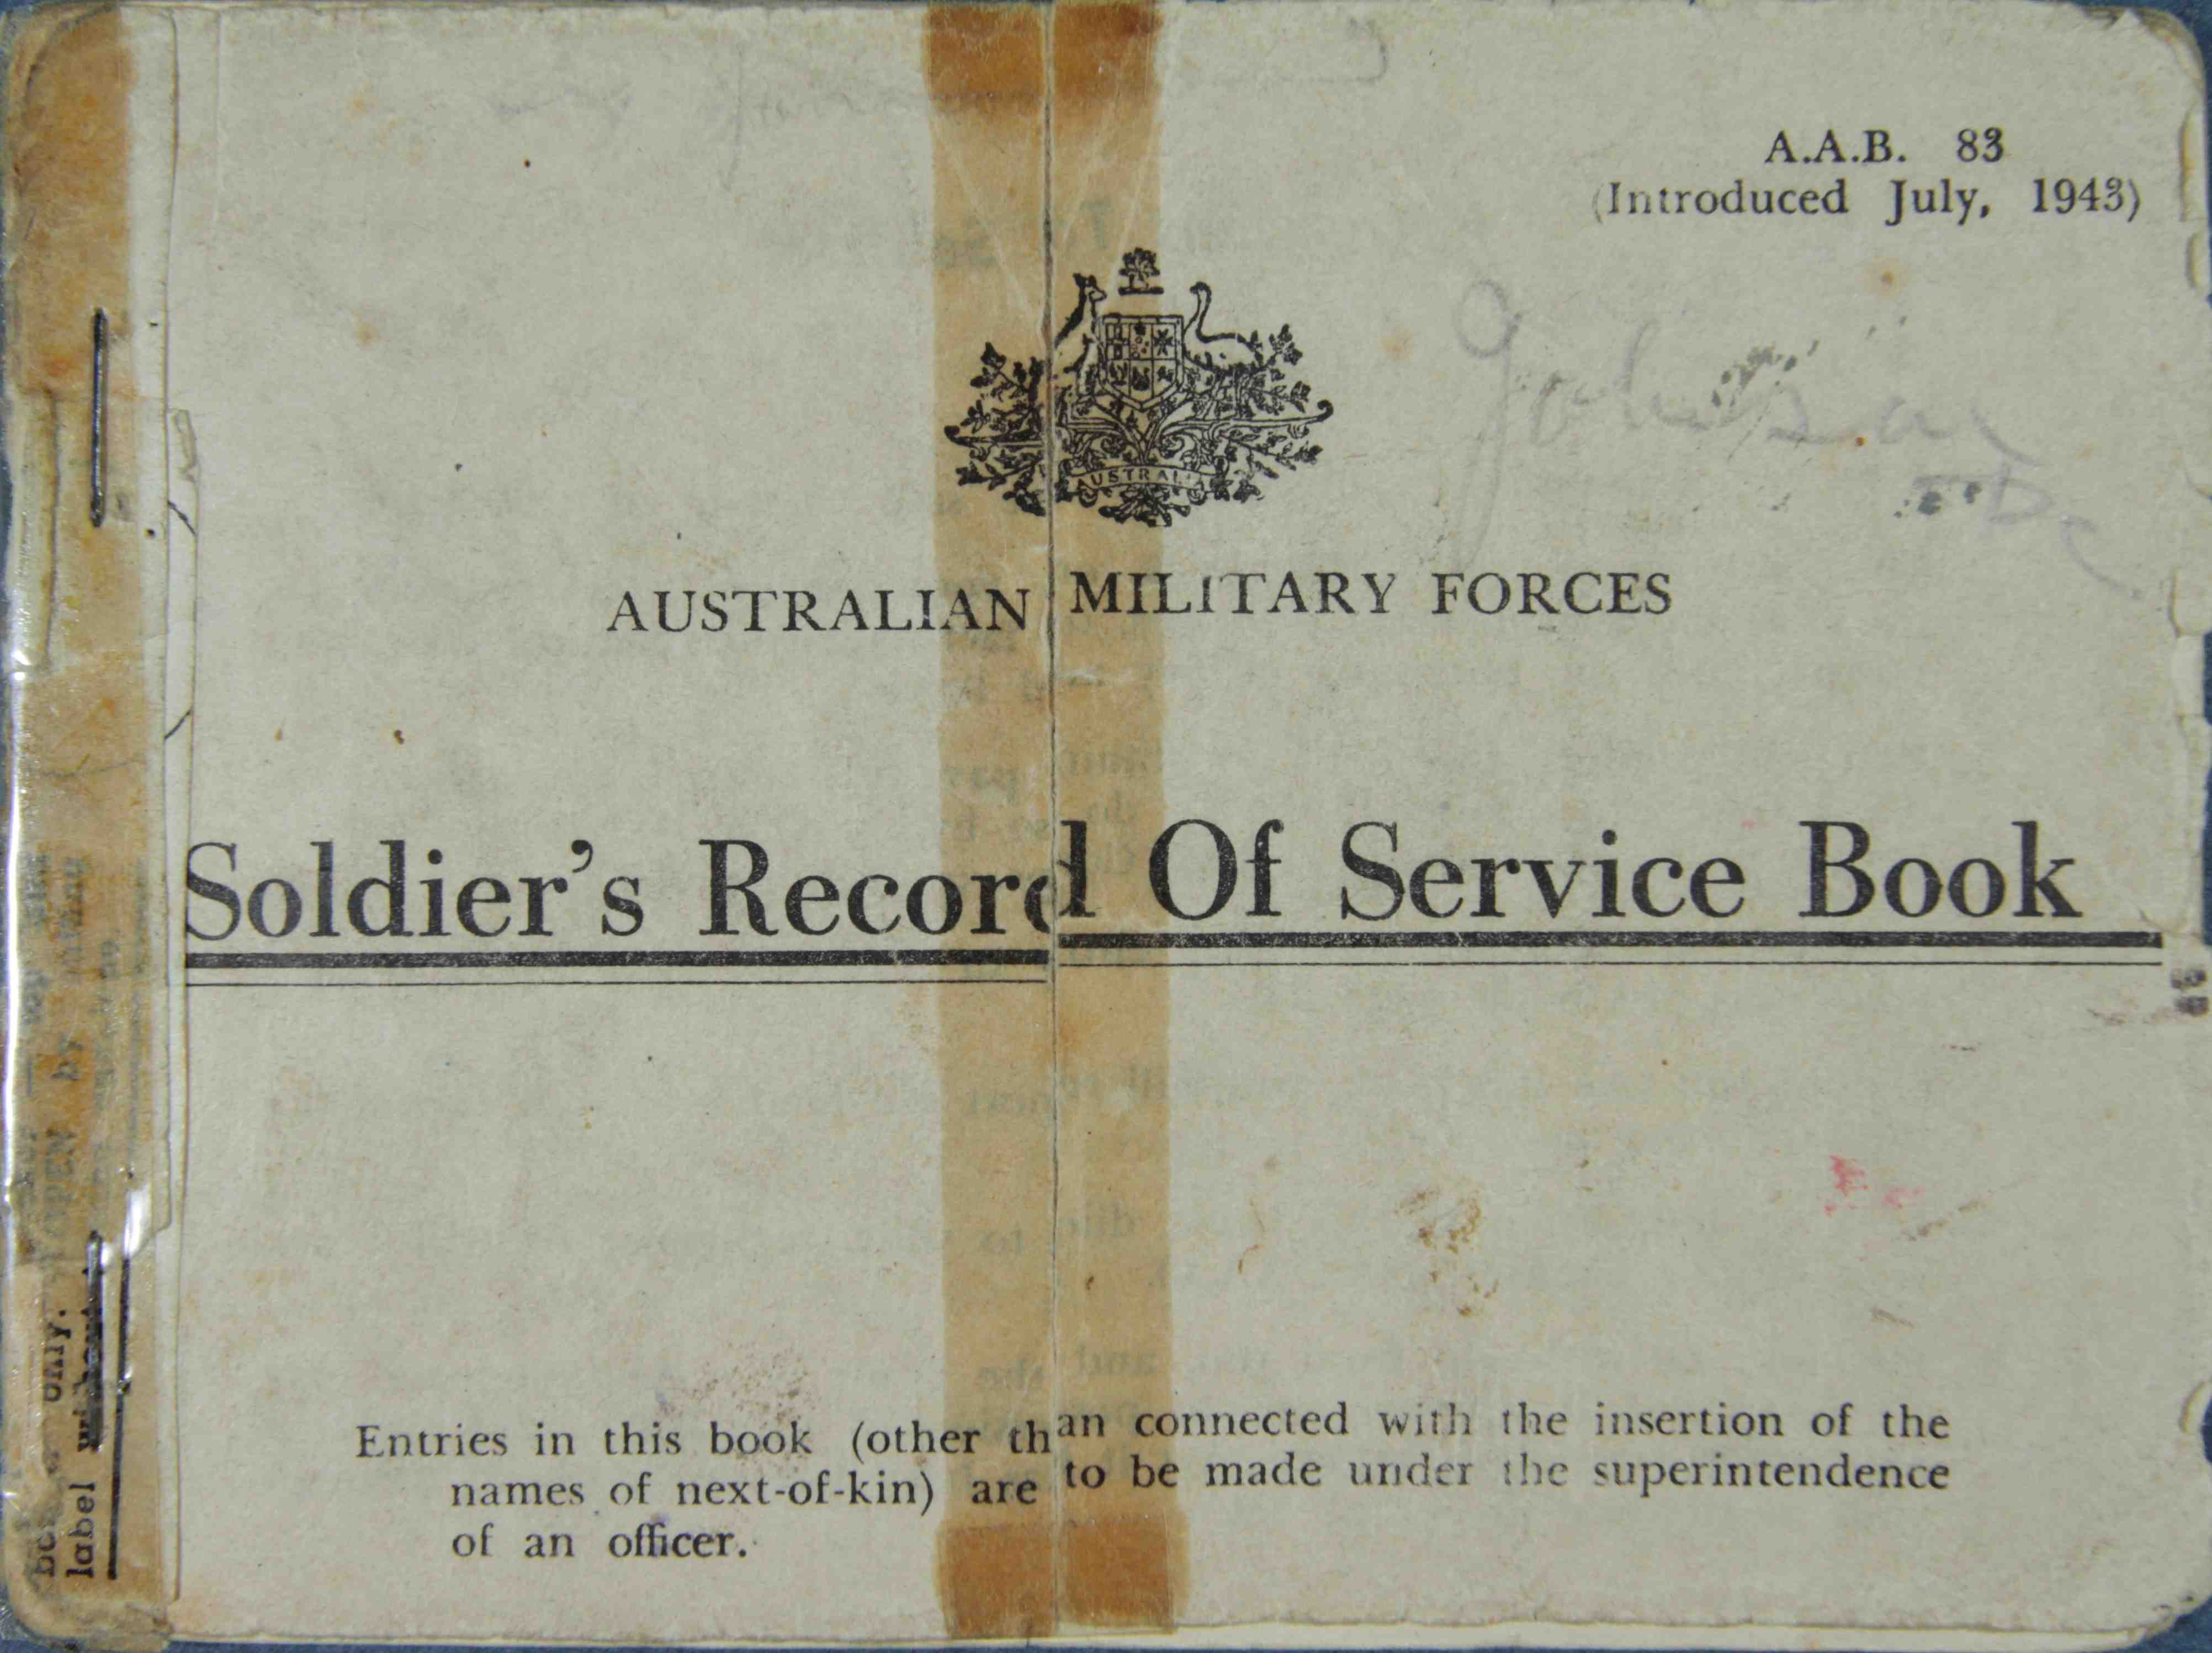 A.A.B. 83
(Introduced July, 1943)
AUSTRALIA
AUSTRALIAN MILITARY FORCES
Soldier's Record Of Service Book
Entries in this book (other than connected with the insertion of the
names of next-of-kin) are to be made under the superintendence
of an officer.
only.
label without